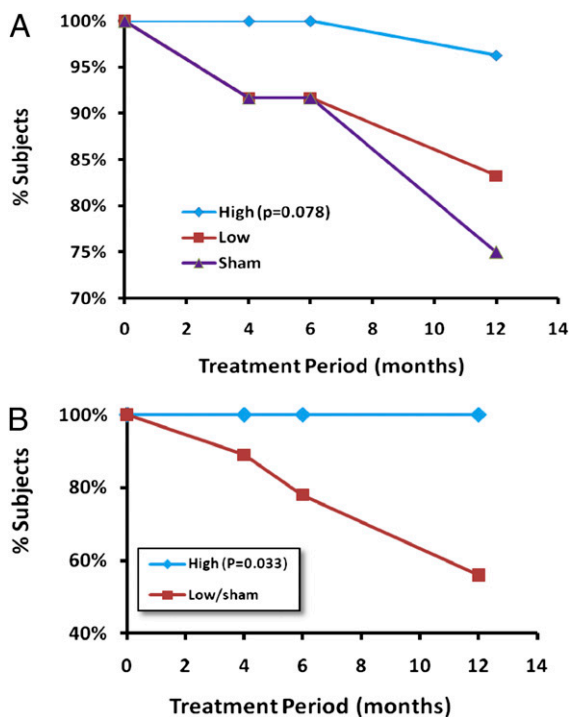 A
100%
95%
90%
85%
80%
75%
70%
% Subjects
High (p=0.078)
Low
Sham
0 2 4 6 8 10 12 14
Treatment Period (months)
B
100%
80%
60%
40%
% Subjects
High (P=0.033)
Low/sham
0 2 4 6 8 10 12 14
Treatment Period (months)